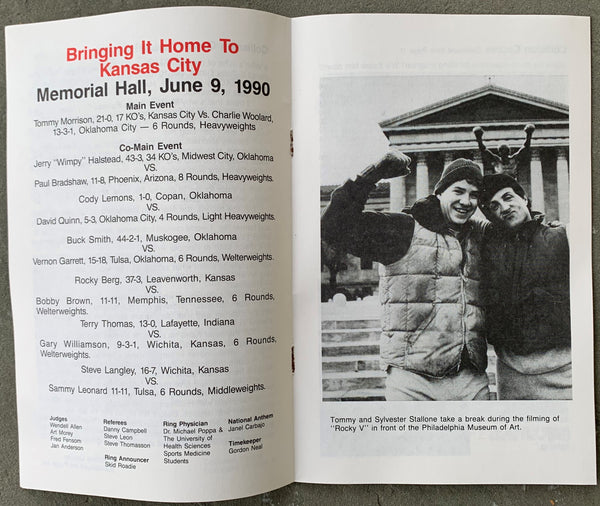 Bringing It Home To
Kansas City
Memorial Hall, June 9, 1990
Main Event
Tommy Morrison, 21-0, 17 KO's, Kansas City Vs. Charlie Woolard,
13-3-1, Oklahoma City — 6 Rounds, Heavyweights
Co-Main Event
Jerry "Wimpy" Halstead, 43-3, 34 KO's, Midwest City, Oklahoma
VS.
Paul Bradshaw, 11-8, Phoenix, Arizona, 8 Rounds, Heavyweights.
Cody Lemons, 1-0, Copan, Oklahoma
VS.
David Quinn, 5-3, Oklahoma City, 4 Rounds, Light Heavyweights.
Buck Smith, 44-2-1, Muskogee, Oklahoma
VS.
Vernon Garrett, 15-18, Tulsa, Oklahoma, 6 Rounds, Welterweights.
Rocky Berg, 37-3, Leavenworth, Kansas
VS.
Bobby Brown, 11-11, Memphis, Tennessee, 6 Rounds,
Welterweights.
Terry Thomas, 13-0, Lafayette, Indiana
VS.
Gary Williamson, 9-3-1, Wichita, Kansas, 6 Rounds,
Welterweights.
Steve Langley, 16-7, Wichita, Kansas
VS.
Sammy Leonard 11-11, Tulsa, 6 Rounds, Middleweights.
Judges
Wendell Allen
Art Morey
Fred Fensom
Jan Anderson
Referees
Danny Campbell
Steve Leon
Steve Thomasson
Ring Announcer
Skid Roadie
Ring Physician
Dr. Michael Poppa &
The University of
Health Sciences
Sports Medicine
Students
National Anthem
Janel Carbajo
Timekeeper
Gordon Neal
Tommy and Sylvester Stallone take a break during the filming of
"Rocky V" in front of the Philadelphia Museum of Art.